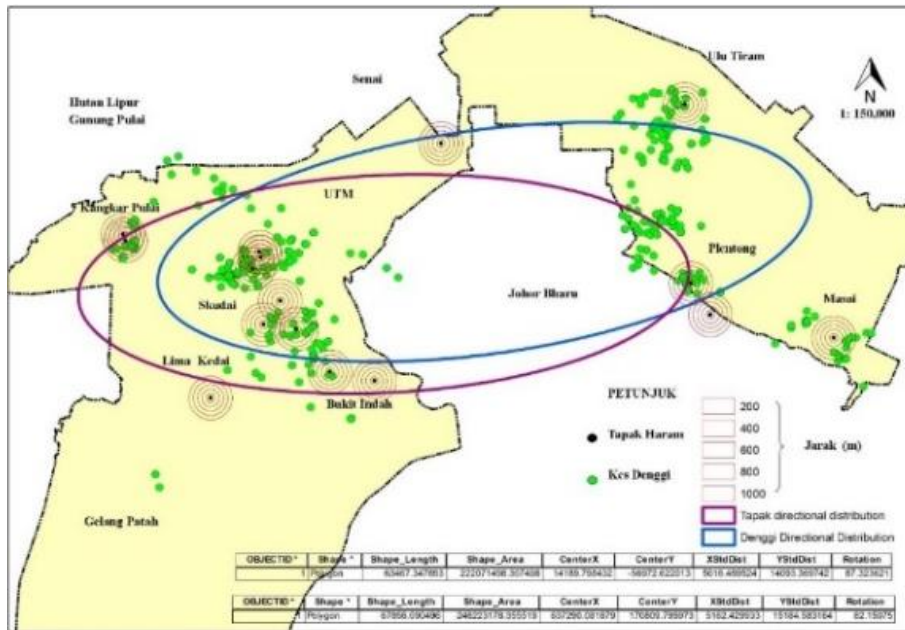 Ulu Tiram
Senai
N
1: 150,000
Hutan Lipur
Gunung Pulai
UTM
Kangkar Pulai
Plentong
Skudai
Johor Bharu
Masai
Lima Kedai
PETUNJUK
200
400
600
800
1000
Jarak (m)
Bukit Indah
Tapak Haram
Kes Denggi
Tapak directional distribution
Denggi Directional Distribution
Gelang Patah
OBJECTID * Shape * Shape_Length Shape_Area CenterX CenterY XStdDist YStdDist Rotation
1 Polygon
OBJECTID * Shape * Shape_Length Shape_Area CenterX CenterY XStdDist YStdDist Rotation
1 Polygon